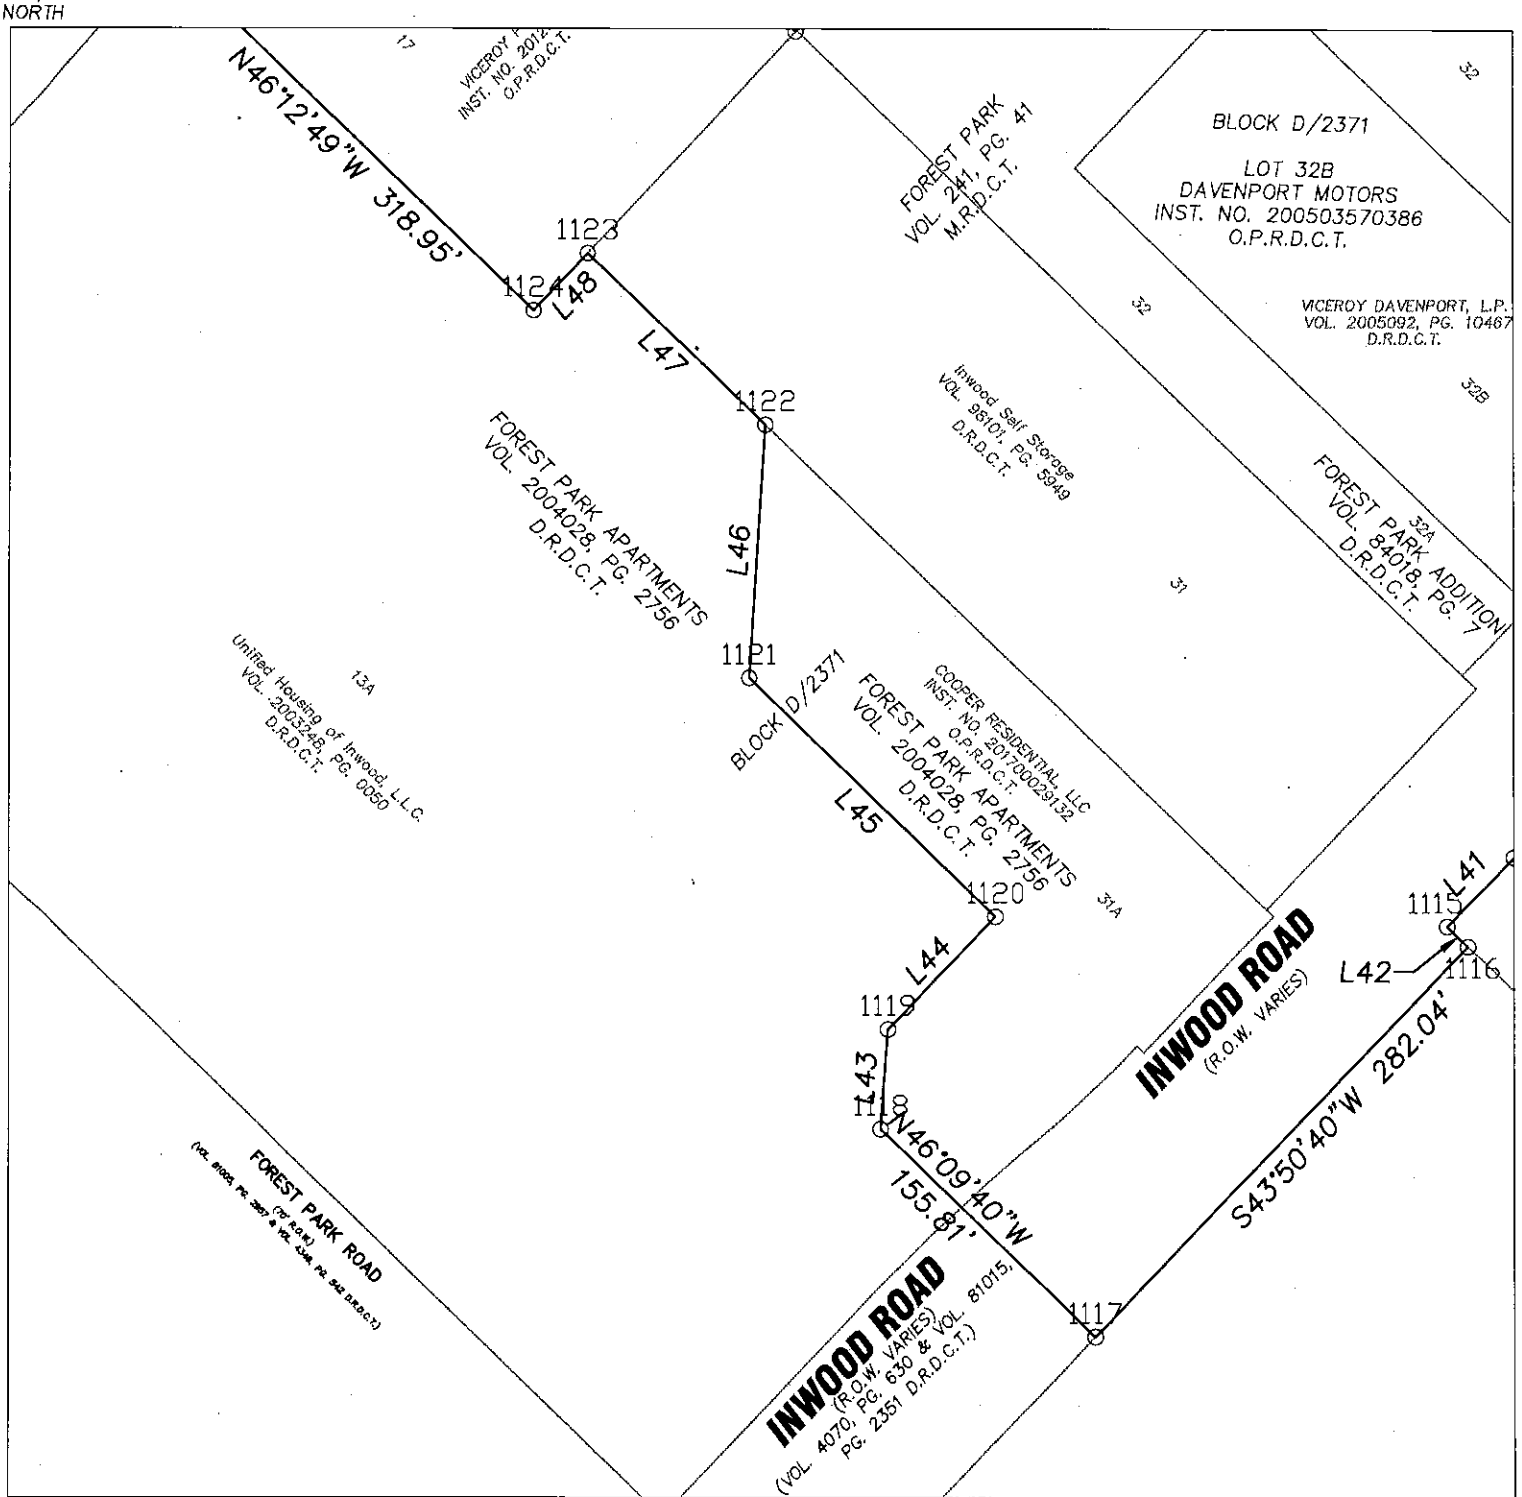 NORTH
17
VICEROY
INST. NO.
O.P.R.D.C.T.
N46°12'49"W 318.95'
FOREST PARK
VOL. 241, PG. 41
M.R.D.C.T.
32
BLOCK D/2371
LOT 32B
DAVENPORT MOTORS
INST. NO. 200503570386
O.P.R.D.C.T.
1123
1124
L48
L47
32
VICEROY DAVENPORT, L.P.
VOL. 2005092, PG. 10467
D.R.D.C.T.
32B
1122
Inwood Self Storage
VOL. 98101, PG. 5949
D.R.D.C.T.
FOREST PARK APARTMENTS
VOL. 2004028, PG. 2756
D.R.D.C.T.
L46
FOREST PARK ADDITION
32A
VOL. 84018, PG. 7
D.R.D.C.T.
31
1121
BLOCK D/2371
Unified Housing of Inwood, L.L.C.
VOL. 2003248, PG. 0050
D.R.D.C.T.
13A
COOPER RESIDENTIAL, LLC
INST. NO. 201700029132
O.P.R.D.C.T.
FOREST PARK APARTMENTS
VOL. 2004028, PG. 2756
D.R.D.C.T.
L45
1120
31A
L41
1115
L42
1116
L44
INWOOD ROAD
(R.O.W. VARIES)
1119
L43
1118
N46°09'40"W
155.81'
S43°50'40"W 282.04'
FOREST PARK ROAD
(70' R.O.W.)
1117
INWOOD ROAD
(R.O.W. VARIES)
(VOL. 4070, PG. 630 & VOL. 81015,
PG. 2351 D.R.D.C.T.)